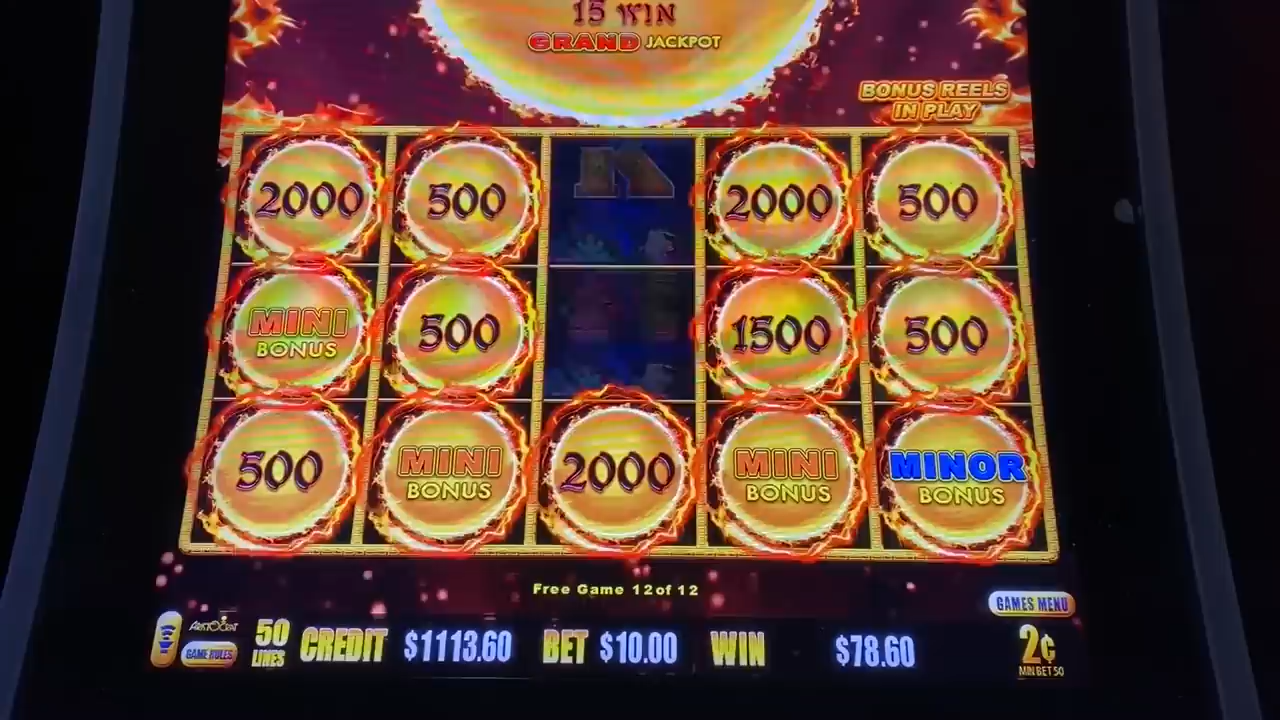 15 WIN
GRAND JACKPOT
BONUS REELS
IN PLAY
2000 500 K 2000 500
MINI
BONUS
500 1500 500
500
MINI
BONUS
2000
MINI
BONUS
MINOR
BONUS
Free Game 12 of 12
GAMES MENU
ARISTOCRAT
GAME RULES
50
LINES
CREDIT $1113.60 BET $10.00 WIN $78.60
2¢
MIN BET 50